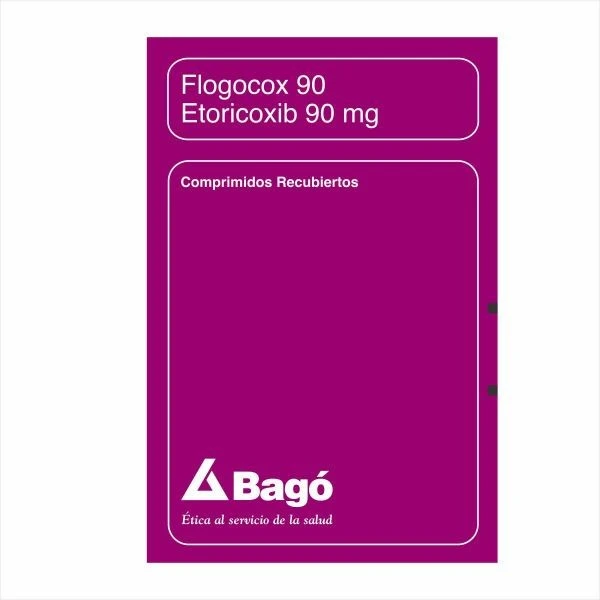 Flogocox 90
Etoricoxib 90 mg
Comprimidos Recubiertos
Bagó
Ética al servicio de la salud